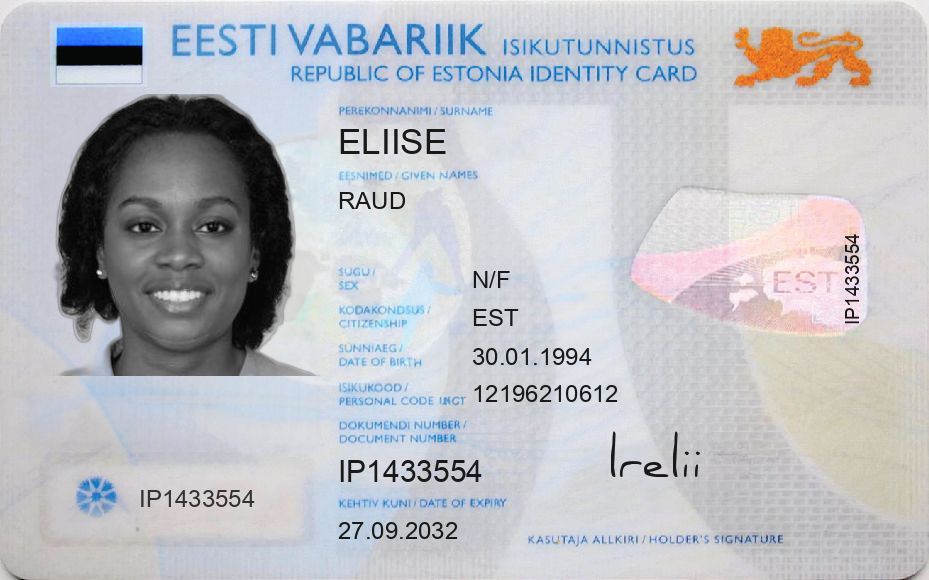 EESTI VABARIIK ISIKUTUNNISTUS
REPUBLIC OF ESTONIA IDENTITY CARD
PEREKONNANIMI / SURNAME
ELIISE
EESNIMED / GIVEN NAMES
RAUD
SUGU /
SEX
N/F
KODAKONDSUS /
CITIZENSHIP
EST
SÜNNIAEG /
DATE OF BIRTH
30.01.1994
ISIKUKOOD /
PERSONAL CODE
12196210612
DOKUMENDI NUMBER /
DOCUMENT NUMBER
IP1433554
KEHTIV KUNI / DATE OF EXPIRY
27.09.2032
IP1433554
EST
IP1433554
Irelii
KASUTAJA ALLKIRI / HOLDER'S SIGNATURE